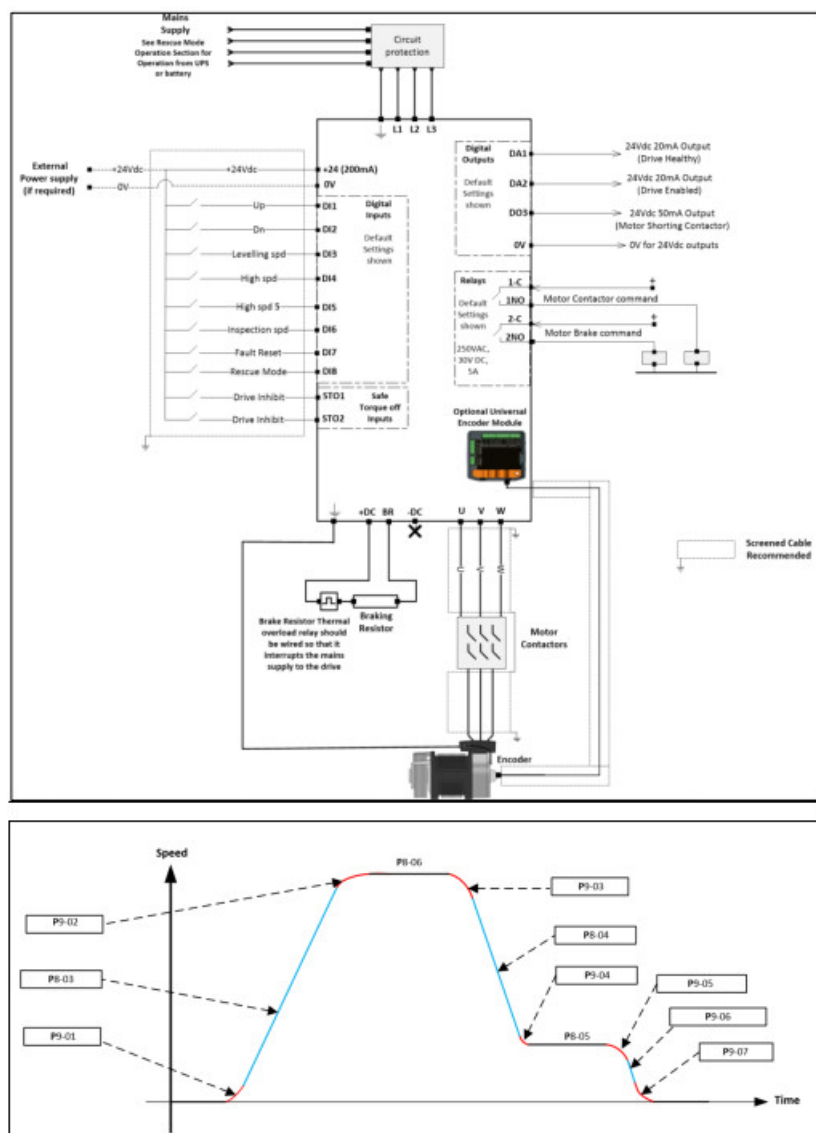 Mains
Supply
See Rescue Mode
Operation Section for
Operation from UPS
or battery
Circuit
protection
L1 L2 L3
External
Power supply
(if required)
+24Vdc
0V
+24Vdc
+24 (200mA)
0V
Up
DI1
Dn
DI2
Levelling spd
DI3
High spd
DI4
High spd 5
DI5
Inspection spd
DI6
Fault Reset
DI7
Rescue Mode
DI8
Drive Inhibit
STO1
Drive Inhibit
STO2
Digital
Inputs
Default
Settings
shown
Safe
Torque off
Inputs
Digital
Outputs
Default
Settings
shown
DA1
DA2
DO3
0V
24Vdc 20mA Output
(Drive Healthy)
24Vdc 20mA Output
(Drive Enabled)
24Vdc 50mA Output
(Motor Shorting Contactor)
0V for 24Vdc outputs
Relays
Default
Settings
shown
250VAC,
30V DC,
5A
1-C
1NO
2-C
2NO
+
Motor Contactor command
+
Motor Brake command
Optional Universal
Encoder Module
+DC BR -DC
U V W
U V W
Screened Cable
Recommended
Brake Resistor Thermal
overload relay should
be wired so that it
interrupts the mains
supply to the drive
Braking
Resistor
Motor
Contactors
Encoder
Speed
P8-06
P9-02
P9-03
P8-03
P8-04
P9-04
P9-05
P9-01
P8-05
P9-06
P9-07
Time